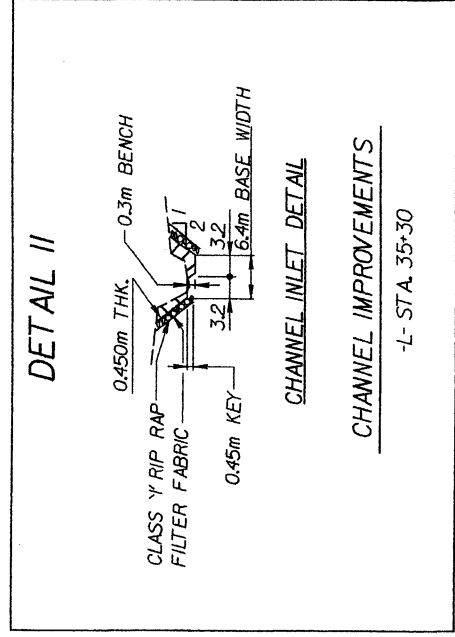 DETAIL II
0.450m THK.
0.3m BENCH
CLASS 'I' RIP RAP
FILTER FABRIC
1
2
3.2
3.2
6.4m BASE WIDTH
0.45m KEY
CHANNEL INLET DETAIL
CHANNEL IMPROVEMENTS
-L- STA. 35+30